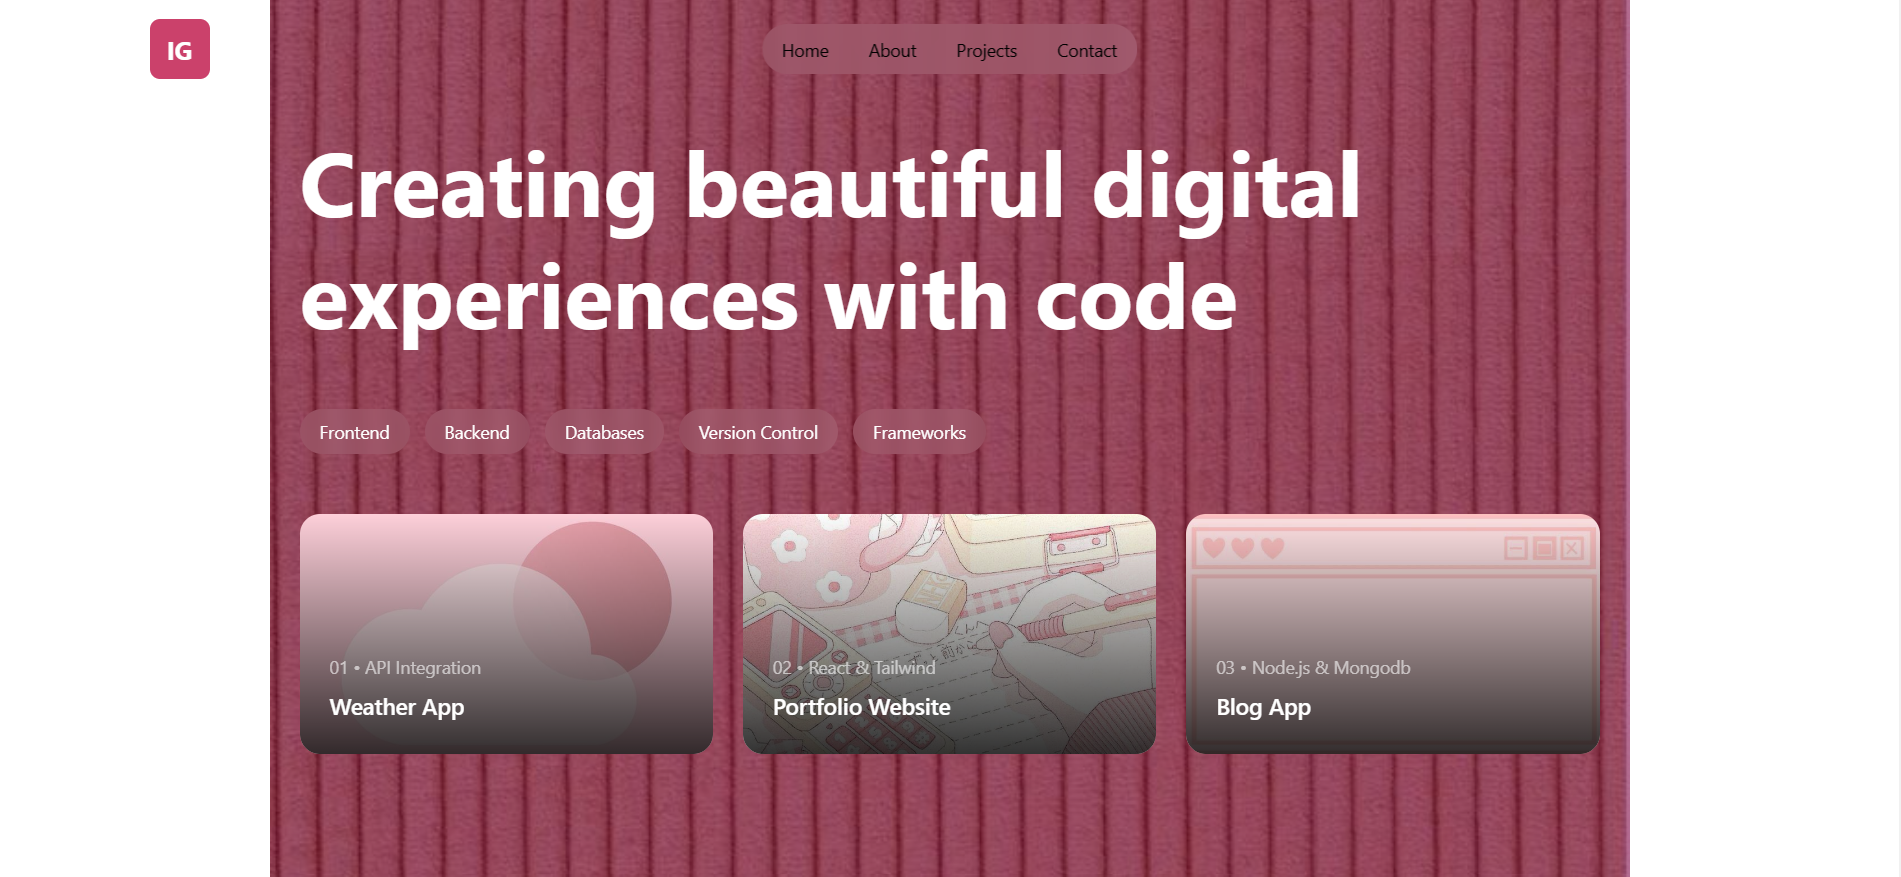 IG
Home
About
Projects
Contact
Creating beautiful digital
experiences with code
Frontend
Backend
Databases
Version Control
Frameworks
01 • API Integration
Weather App
02 • React & Tailwind
Portfolio Website
03 • Node.js & Mongodb
Blog App